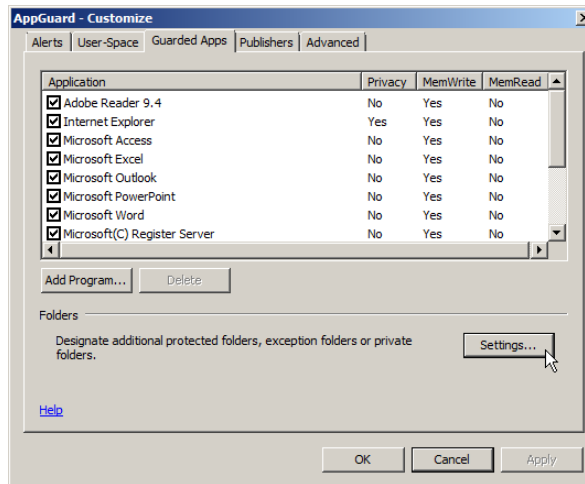 AppGuard - Customize
Alerts User-Space Guarded Apps Publishers Advanced
Application Privacy MemWrite MemRead
Adobe Reader 9.4 No Yes No
Internet Explorer Yes Yes No
Microsoft Access No Yes No
Microsoft Excel No Yes No
Microsoft Outlook No Yes No
Microsoft PowerPoint No Yes No
Microsoft Word No Yes No
Microsoft(C) Register Server No Yes No
Add Program... Delete
Folders
Designate additional protected folders, exception folders or private
folders.
Settings...
Help
OK Cancel Apply